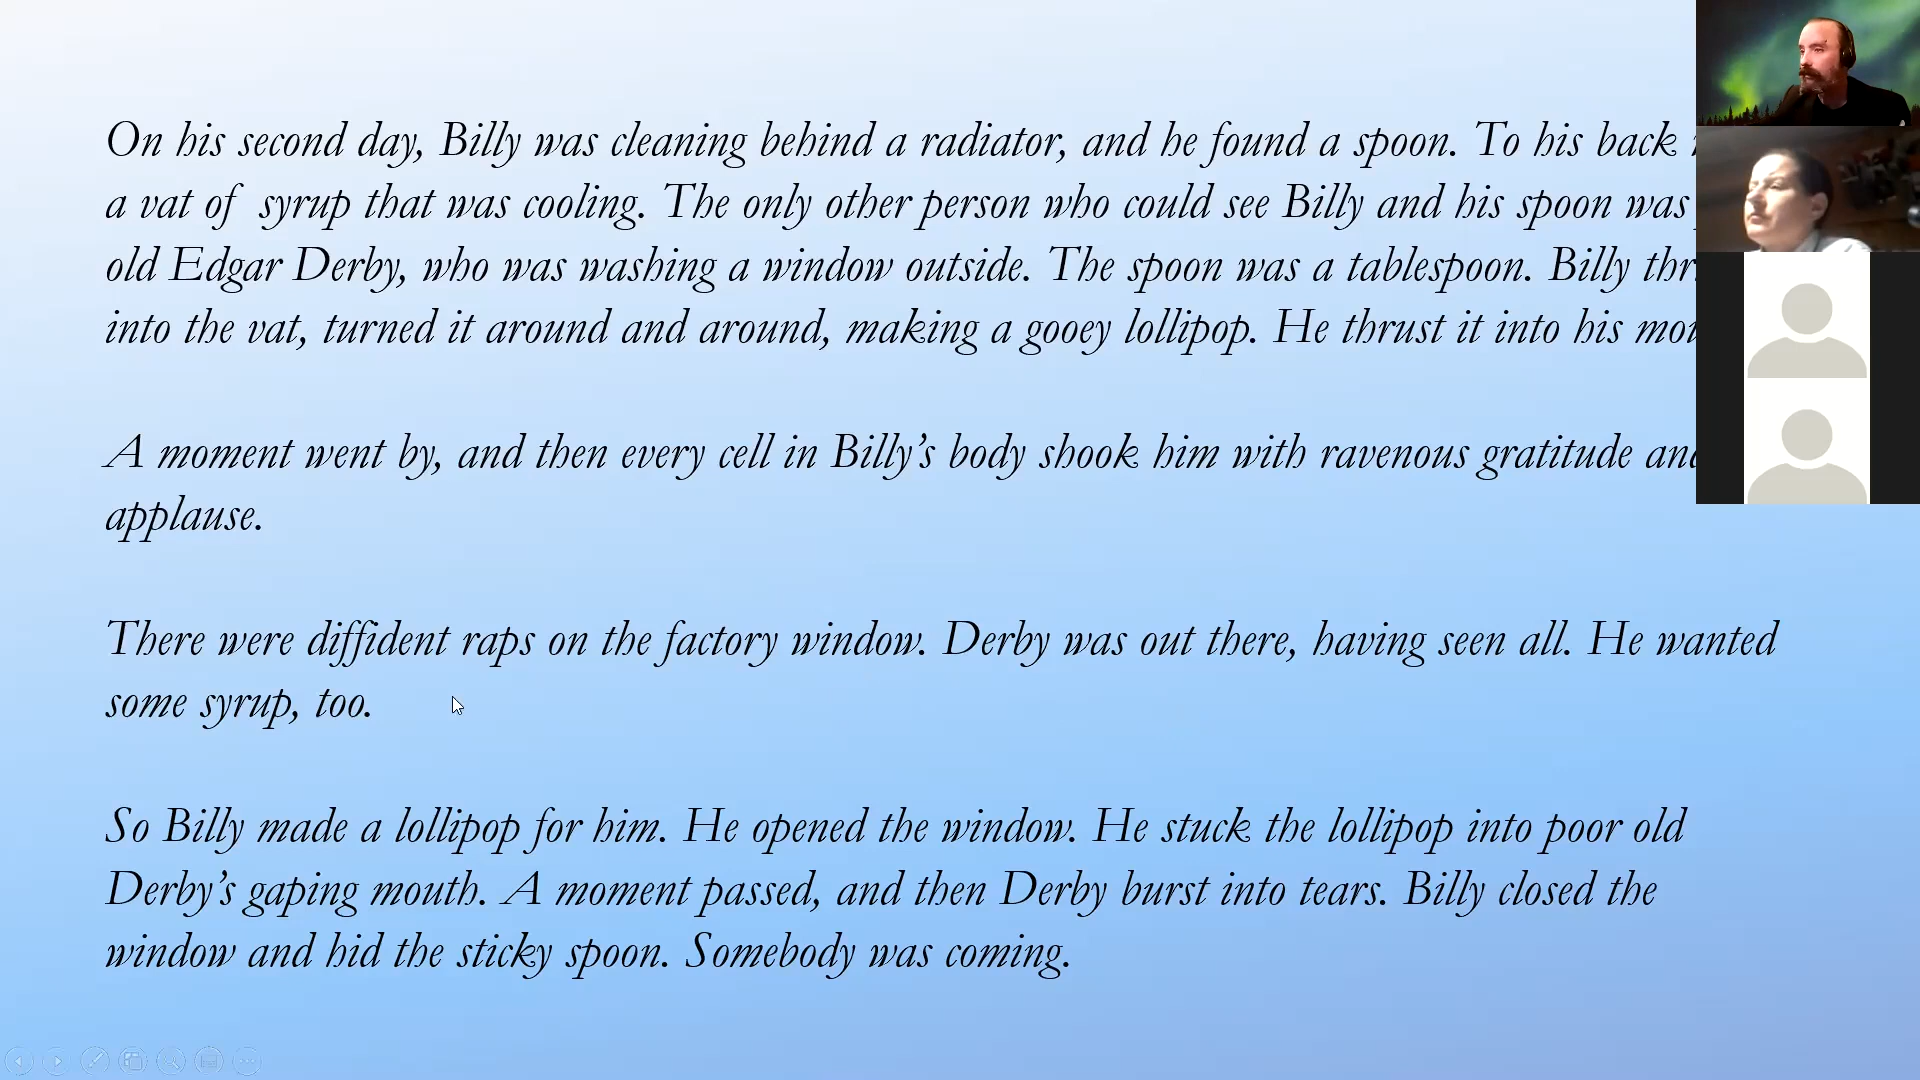 On his second day, Billy was cleaning behind a radiator, and he found a spoon. To his back
a vat of syrup that was cooling. The only other person who could see Billy and his spoon was
old Edgar Derby, who was washing a window outside. The spoon was a tablespoon. Billy
into the vat, turned it around and around, making a gooey lollipop. He thrust it into his
A moment went by, and then every cell in Billy’s body shook him with ravenous gratitude and
applause.
There were diffident raps on the factory window. Derby was out there, having seen all. He wanted
some syrup, too.
So Billy made a lollipop for him. He opened the window. He stuck the lollipop into poor old
Derby’s gaping mouth. A moment passed, and then Derby burst into tears. Billy closed the
window and hid the sticky spoon. Somebody was coming.